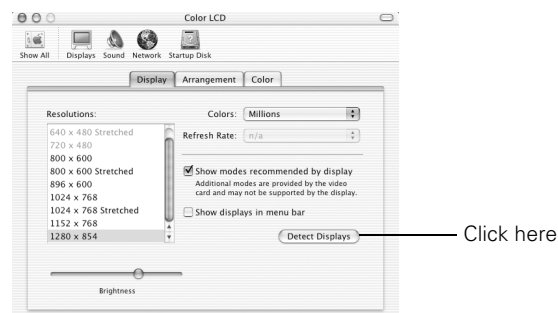 Color LCD
Show All Displays Sound Network Startup Disk
Display Arrangement Color
Resolutions:
640 x 480 Stretched
720 x 480
800 x 600
800 x 600 Stretched
896 x 600
1024 x 768
1024 x 768 Stretched
1152 x 768
1280 x 854
Colors: Millions
Refresh Rate: n/a
Show modes recommended by display
Additional modes are provided by the video
card and may not be supported by the display.
Show displays in menu bar
Detect Displays
Click here
Brightness